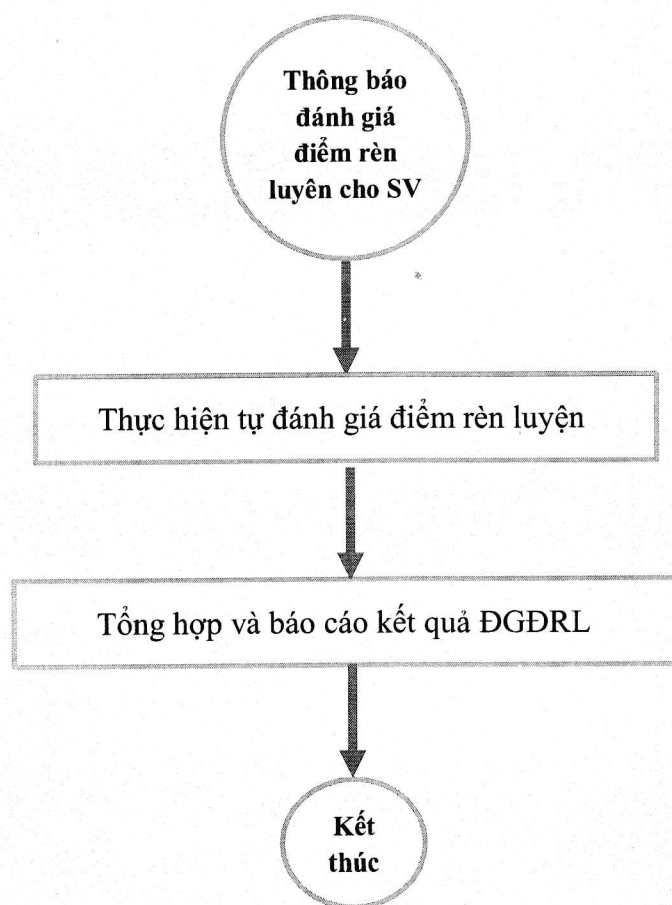 Thông báo
đánh giá
điểm rèn
luyên cho SV
Thực hiện tự đánh giá điểm rèn luyện
Tổng hợp và báo cáo kết quả ĐGĐRL
Kết
thúc